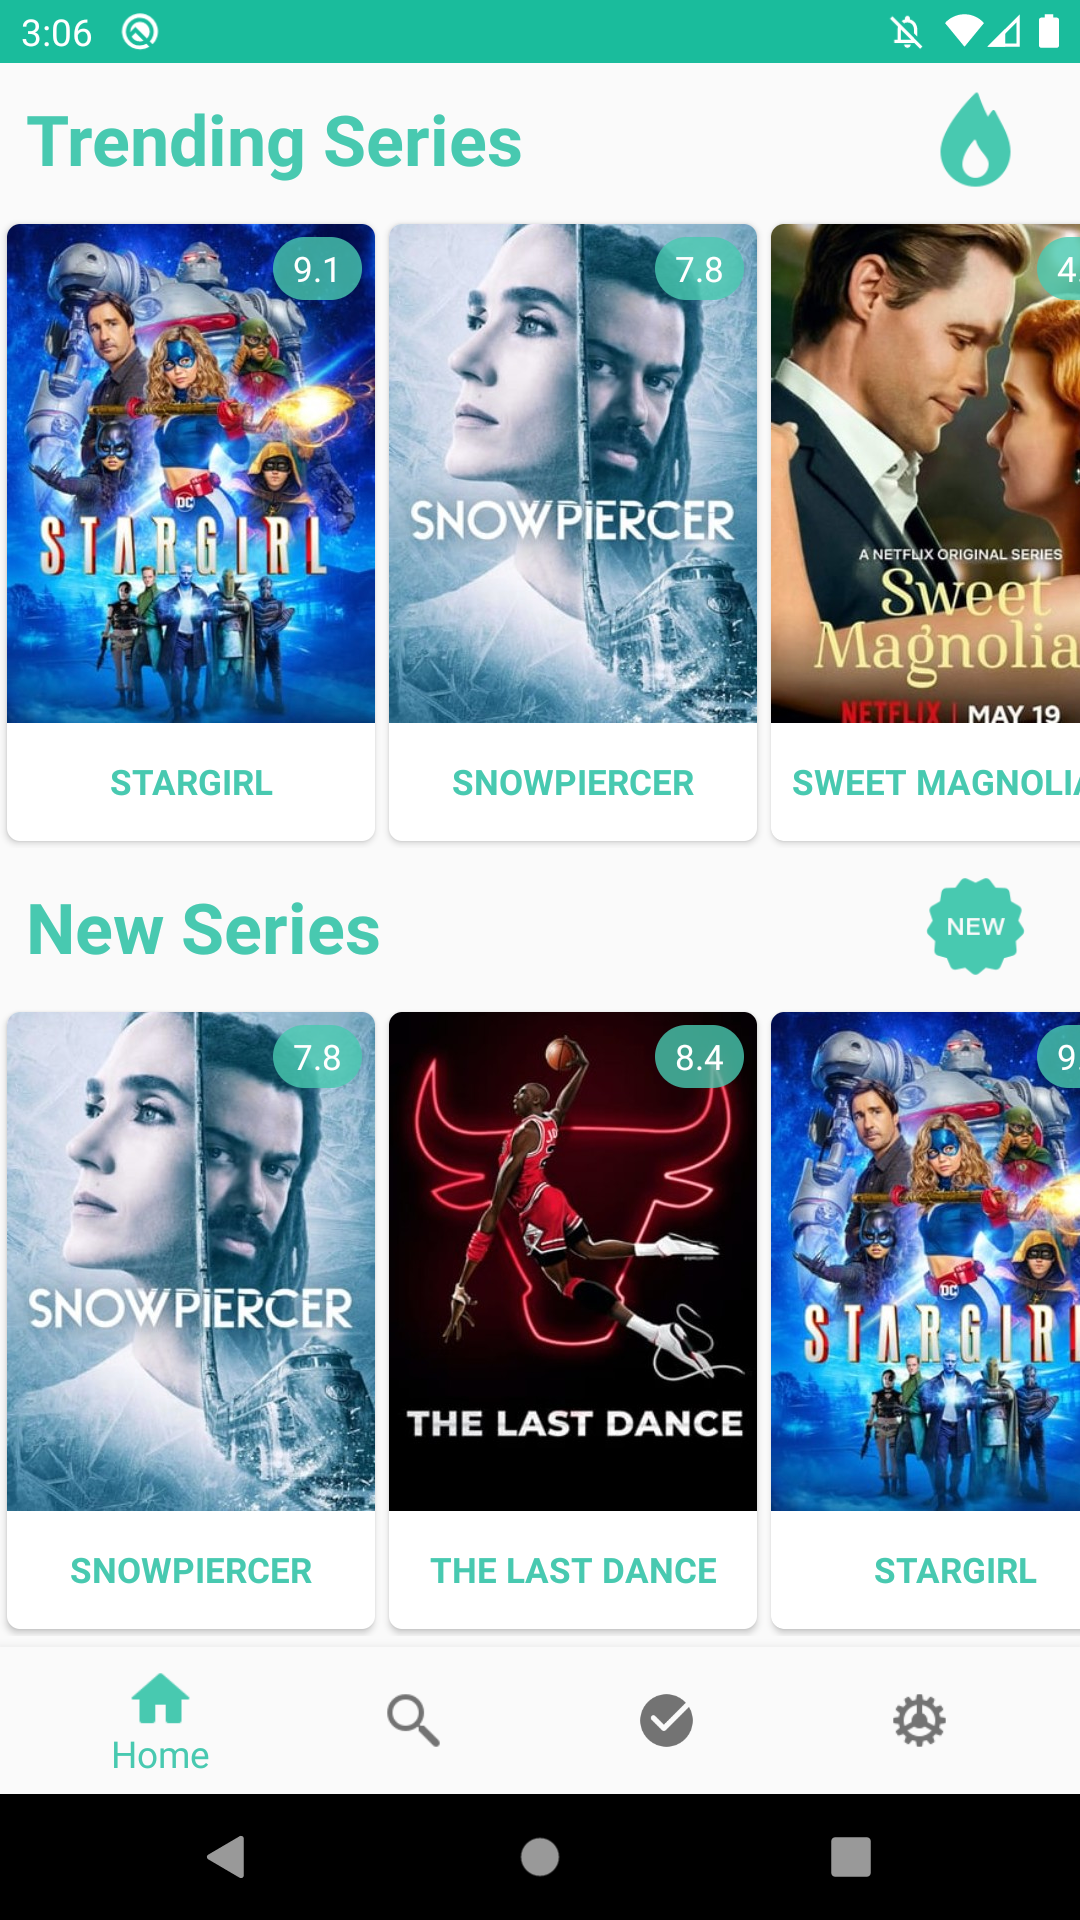 3:06
Trending Series
9.1
DC
STARGIRL
STARGIRL
7.8
SNOWPIERCER
SNOWPIERCER
4.
A NETFLIX ORIGINAL SERIES
Sweet
Magnolia
NETFLIX | MAY 19
SWEET MAGNOLIA
New Series
NEW
7.8
SNOWPIERCER
SNOWPIERCER
8.4
THE LAST DANCE
THE LAST DANCE
9.
DC
STARGIRL
STARGIRL
Home